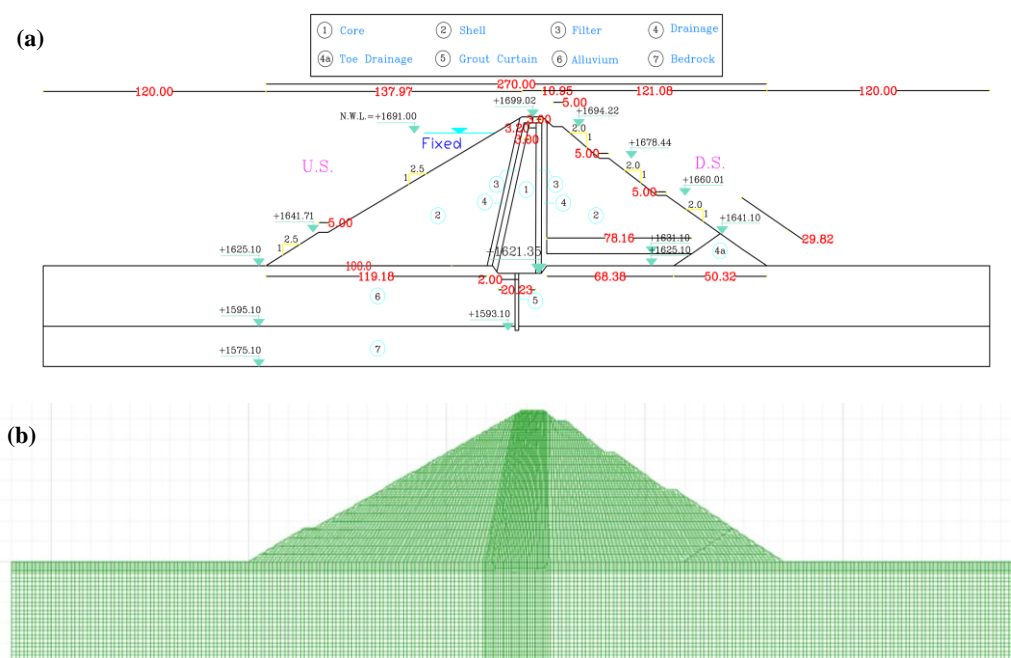 (a)
1 Core 2 Shell 3 Filter 4 Drainage
4a Toe Drainage 5 Grout Curtain 6 Alluvium 7 Bedrock
270.00
120.00 137.97 10.95 121.08 120.00
+1699.02 5.00
N.W.L.=+1691.00 3.00 +1694.22
Fixed 3.20 2.0
3.00 1
U.S. 5.00 +1678.44
2.5 2.0 D.S.
1 3 1 3 1
4 4 5.00 +1660.01
2 2 2.0
+1641.71 5.00 1 +1641.10
2.5 78.16 29.82
1 +1621.35 +1631.10 4a
+1625.10 +1625.10
100.0
119.18 2.00 68.38 50.32
20.23
6 5
+1595.10 +1593.10
+1575.10 7
(b)